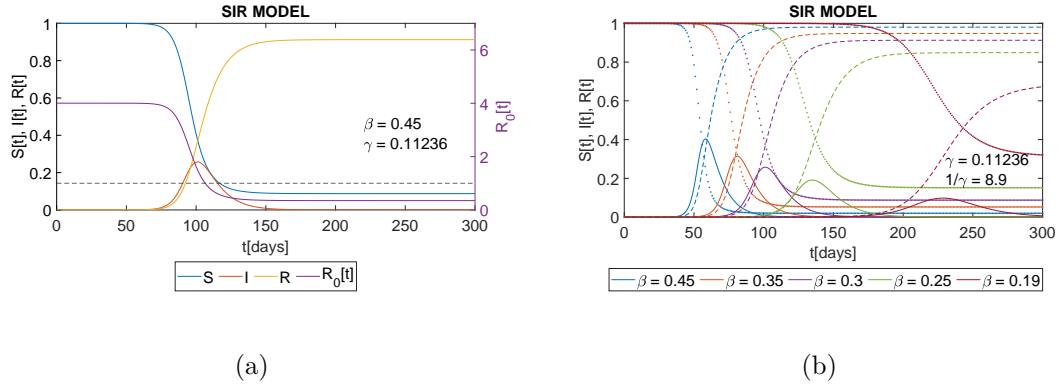 SIR MODEL
S[t], I[t], R[t]
1
0.8
0.6
0.4
0.2
0
6
4
2
0
R₀[t]
β = 0.45
γ = 0.11236
0 50 100 150 200 250 300
t[days]
S I R R₀[t]
(a)
SIR MODEL
S[t], I[t], R[t]
1
0.8
0.6
0.4
0.2
0
γ = 0.11236
1/γ = 8.9
0 50 100 150 200 250 300
t[days]
β = 0.45 β = 0.35 β = 0.3 β = 0.25 β = 0.19
(b)